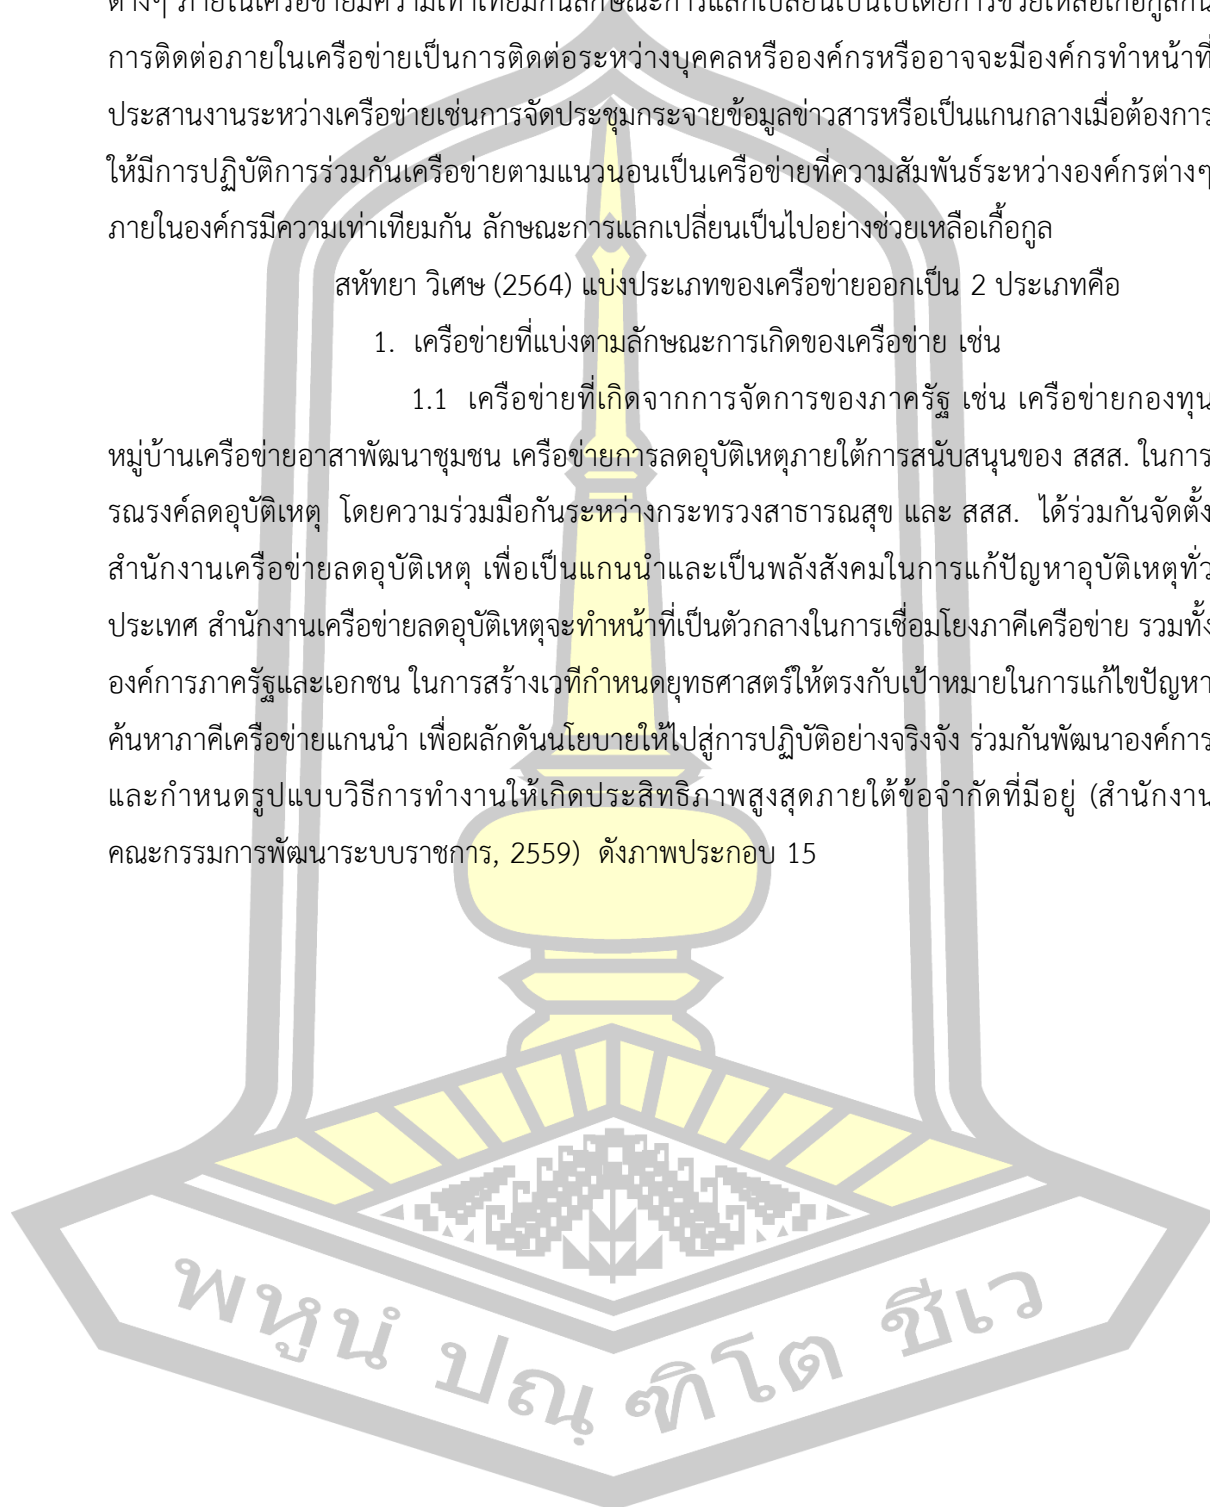 ต่างๆ ภายในเครือข่ายมีความเท่าเทียมกันลักษณะการแลกเปลี่ยนเป็นไปโดยการช่วยเหลือเกื้อกูลกัน
การติดต่อภายในเครือข่ายเป็นการติดต่อระหว่างบุคคลหรือองค์กรหรืออาจจะมีองค์กรทำหน้าที่
ประสานงานระหว่างเครือข่ายเช่นการจัดประชุมกระจายข้อมูลข่าวสารหรือเป็นแกนกลางเมื่อต้องการ
ให้มีการปฏิบัติการร่วมกันเครือข่ายตามแนวนอนเป็นเครือข่ายที่ความสัมพันธ์ระหว่างองค์กรต่างๆ
ภายในองค์กรมีความเท่าเทียมกัน ลักษณะการแลกเปลี่ยนเป็นไปอย่างช่วยเหลือเกื้อกูล
สหัทยา วิเศษ (2564) แบ่งประเภทของเครือข่ายออกเป็น 2 ประเภทคือ
1. เครือข่ายที่แบ่งตามลักษณะการเกิดของเครือข่าย เช่น
1.1 เครือข่ายที่เกิดจากการจัดการของภาครัฐ เช่น เครือข่ายกองทุน
หมู่บ้านเครือข่ายอาสาพัฒนาชุมชน เครือข่ายการลดอุบัติเหตุภายใต้การสนับสนุนของ สสส. ในการ
รณรงค์ลดอุบัติเหตุ โดยความร่วมมือกันระหว่างกระทรวงสาธารณสุข และ สสส. ได้ร่วมกันจัดตั้ง
สำนักงานเครือข่ายลดอุบัติเหตุ เพื่อเป็นแกนนำและเป็นพลังสังคมในการแก้ปัญหาอุบัติเหตุทั่ว
ประเทศ สำนักงานเครือข่ายลดอุบัติเหตุจะทำหน้าที่เป็นตัวกลางในการเชื่อมโยงภาคีเครือข่าย รวมทั้ง
องค์การภาครัฐและเอกชน ในการสร้างเวทีกำหนดยุทธศาสตร์ให้ตรงกับเป้าหมายในการแก้ไขปัญหา
ค้นหาภาคีเครือข่ายแกนนำ เพื่อผลักดันนโยบายให้ไปสู่การปฏิบัติอย่างจริงจัง ร่วมกันพัฒนาองค์การ
และกำหนดรูปแบบวิธีการทำงานให้เกิดประสิทธิภาพสูงสุดภายใต้ข้อจำกัดที่มีอยู่ (สำนักงาน
คณะกรรมการพัฒนาระบบราชการ, 2559) ดังภาพประกอบ 15
พหูนํ ปณฺฑิโต ชีเว